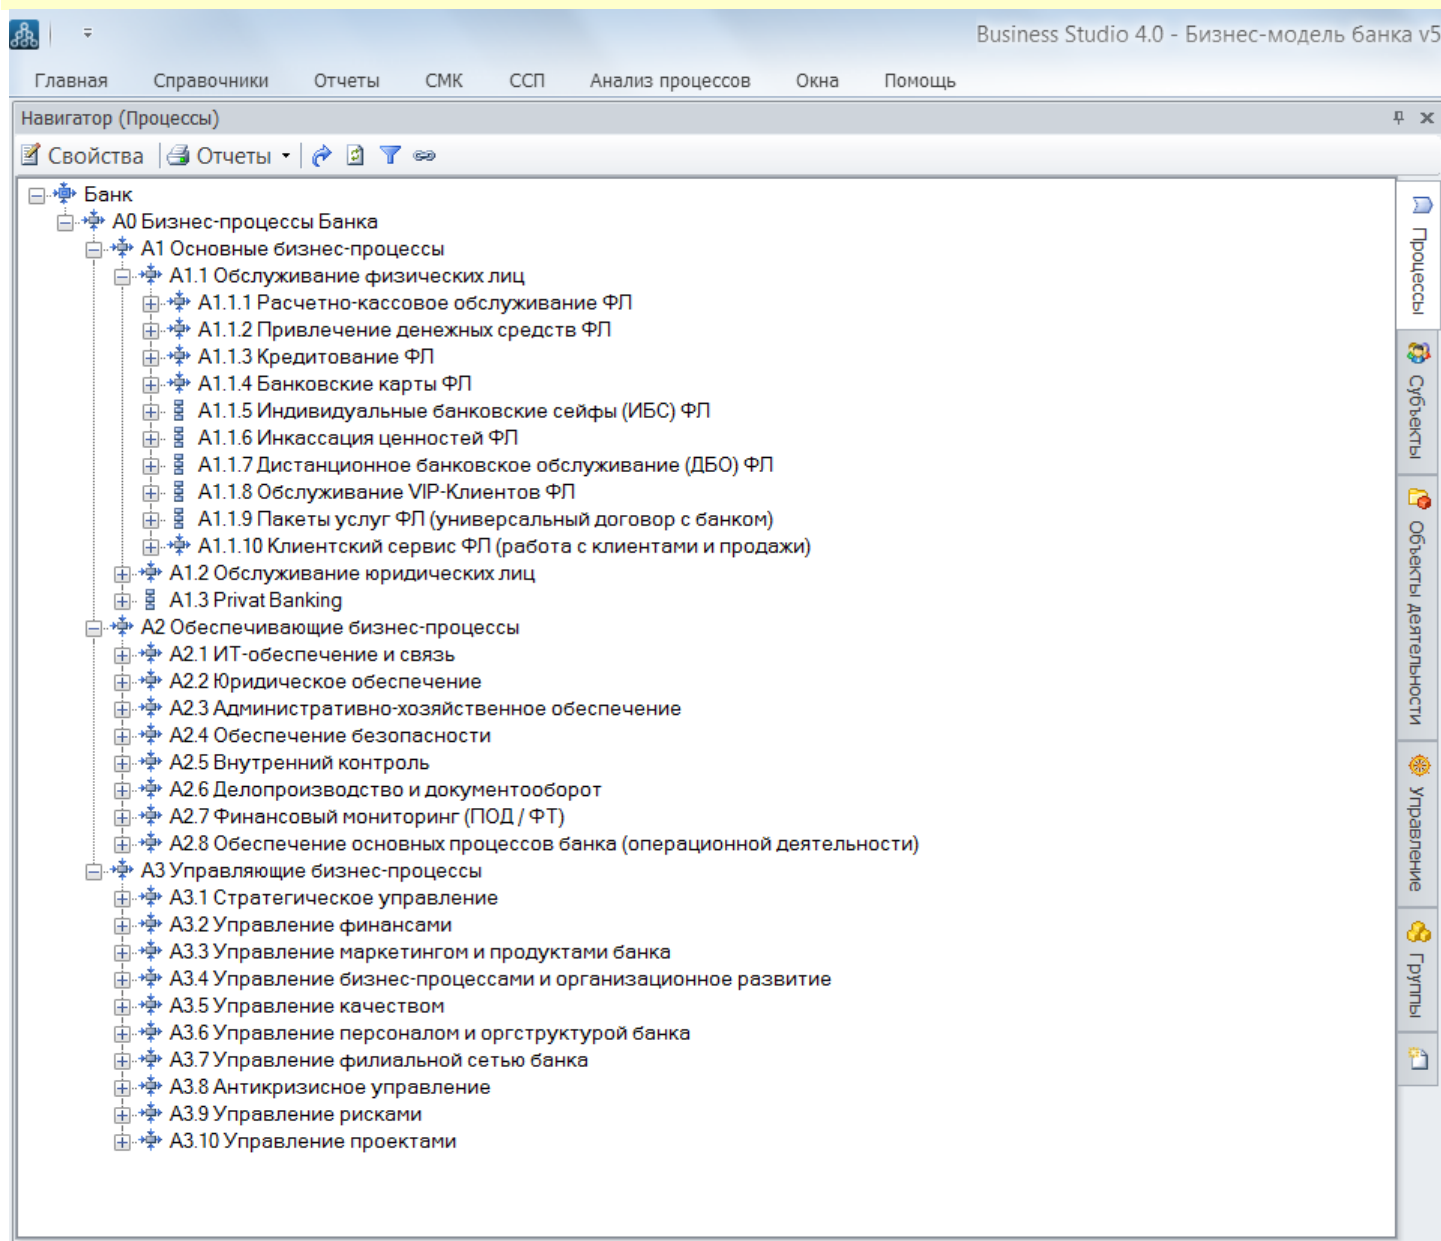 Business Studio 4.0 - Бизнес-модель банка v5
Главная Справочники Отчеты СМК ССП Анализ процессов Окна Помощь
Навигатор (Процессы)
Свойства Отчеты
Банк
А0 Бизнес-процессы Банка
А1 Основные бизнес-процессы
А1.1 Обслуживание физических лиц
А1.1.1 Расчетно-кассовое обслуживание ФЛ
А1.1.2 Привлечение денежных средств ФЛ
А1.1.3 Кредитование ФЛ
А1.1.4 Банковские карты ФЛ
А1.1.5 Индивидуальные банковские сейфы (ИБС) ФЛ
А1.1.6 Инкассация ценностей ФЛ
А1.1.7 Дистанционное банковское обслуживание (ДБО) ФЛ
А1.1.8 Обслуживание VIP-Клиентов ФЛ
А1.1.9 Пакеты услуг ФЛ (универсальный договор с банком)
А1.1.10 Клиентский сервис ФЛ (работа с клиентами и продажи)
А1.2 Обслуживание юридических лиц
А1.3 Privat Banking
А2 Обеспечивающие бизнес-процессы
А2.1 ИТ-обеспечение и связь
А2.2 Юридическое обеспечение
А2.3 Административно-хозяйственное обеспечение
А2.4 Обеспечение безопасности
А2.5 Внутренний контроль
А2.6 Делопроизводство и документооборот
А2.7 Финансовый мониторинг (ПОД / ФТ)
А2.8 Обеспечение основных процессов банка (операционной деятельности)
А3 Управляющие бизнес-процессы
А3.1 Стратегическое управление
А3.2 Управление финансами
А3.3 Управление маркетингом и продуктами банка
А3.4 Управление бизнес-процессами и организационное развитие
А3.5 Управление качеством
А3.6 Управление персоналом и оргструктурой банка
А3.7 Управление филиальной сетью банка
А3.8 Антикризисное управление
А3.9 Управление рисками
А3.10 Управление проектами
Процессы
Субъекты
Объекты деятельности
Управление
Группы